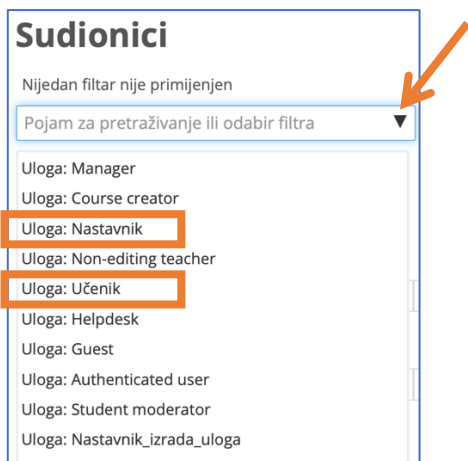 Sudionici
Nijedan filtar nije primijenjen
Pojam za pretraživanje ili odabir filtra
Uloga: Manager
Uloga: Course creator
Uloga: Nastavnik
Uloga: Non-editing teacher
Uloga: Učenik
Uloga: Helpdesk
Uloga: Guest
Uloga: Authenticated user
Uloga: Student moderator
Uloga: Nastavnik_izrada_uloga